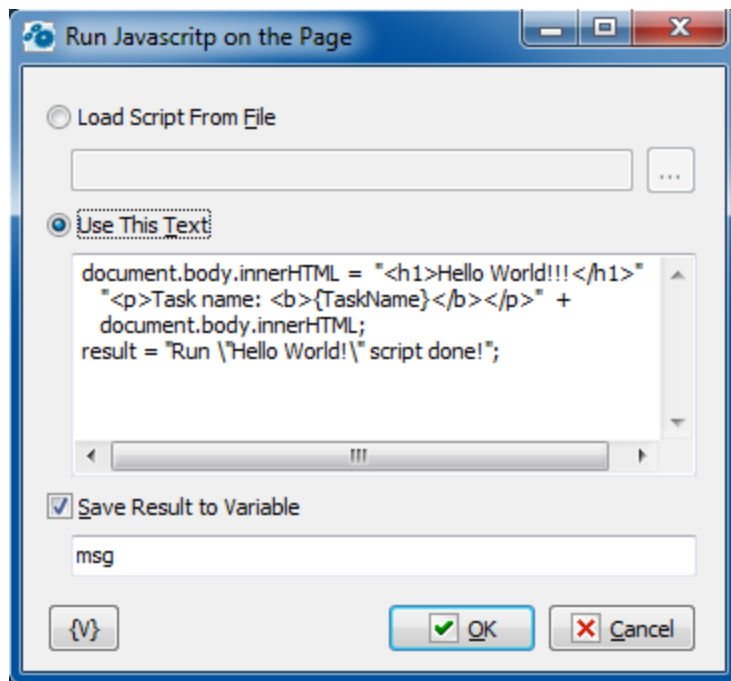 Run Javascritp on the Page
Load Script From File
...
Use This Text
document.body.innerHTML = "<h1>Hello World!!!</h1>"
"<p>Task name: <b>{TaskName}</b></p>" +
document.body.innerHTML;
result = "Run \"Hello World!\" script done!";
Save Result to Variable
msg
{V}
OK
Cancel